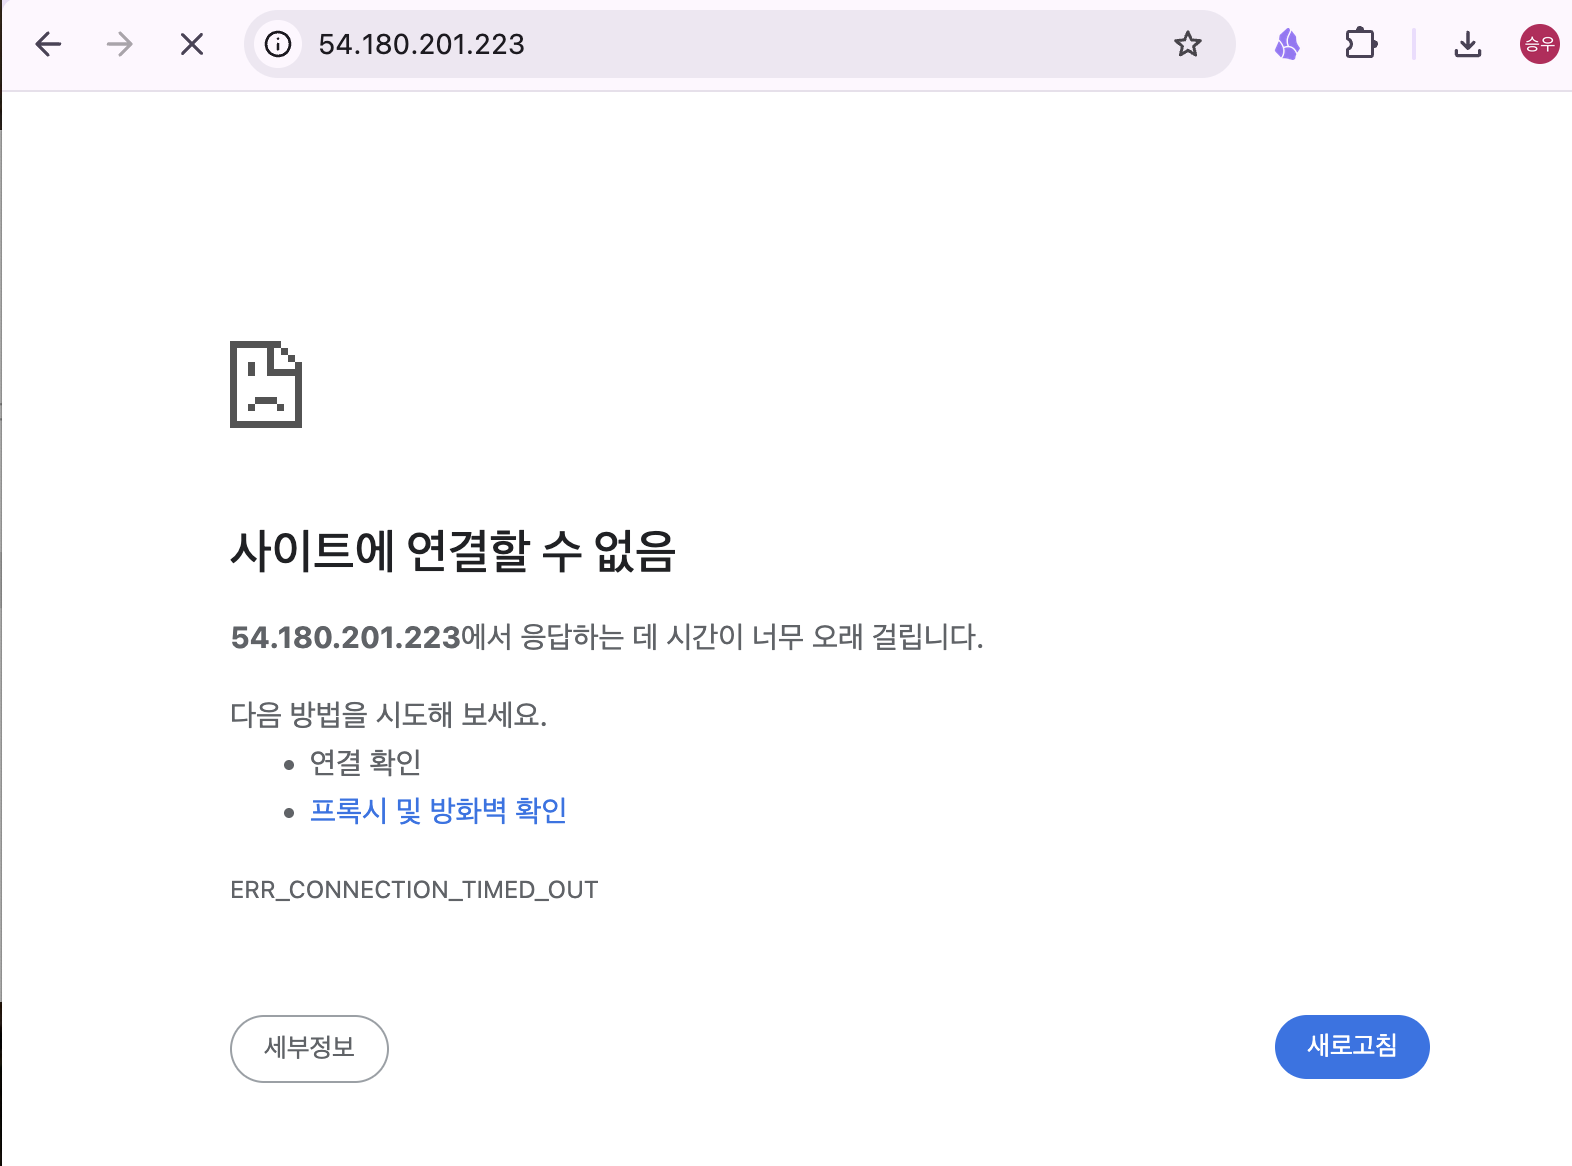 54.180.201.223
승우
사이트에 연결할 수 없음
54.180.201.223에서 응답하는 데 시간이 너무 오래 걸립니다.
다음 방법을 시도해 보세요.
• 연결 확인
• 프록시 및 방화벽 확인
ERR_CONNECTION_TIMED_OUT
세부정보
새로고침